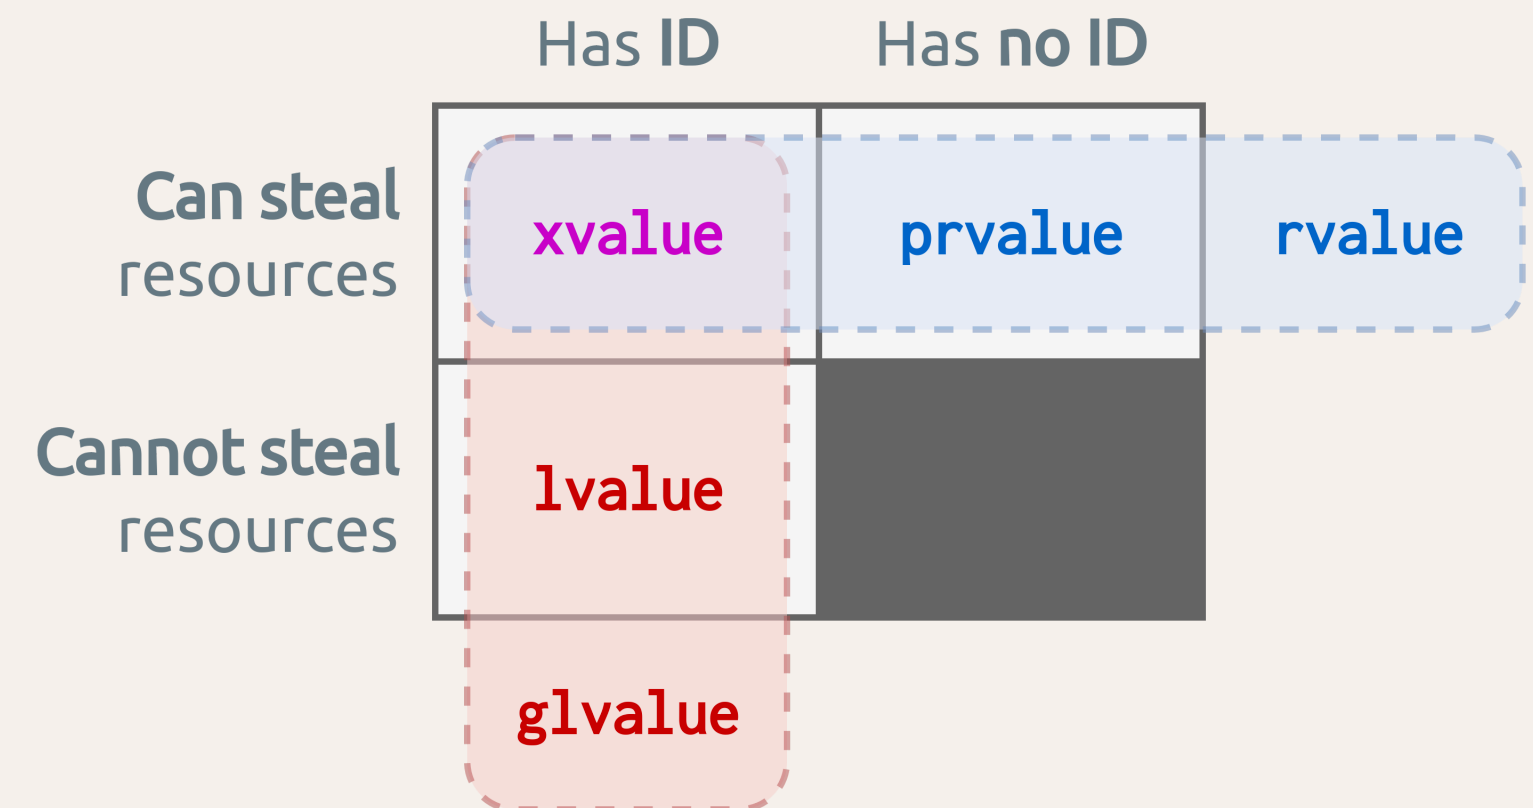 Has ID
Has no ID
Can steal
resources
xvalue
prvalue
rvalue
Cannot steal
resources
lvalue
glvalue